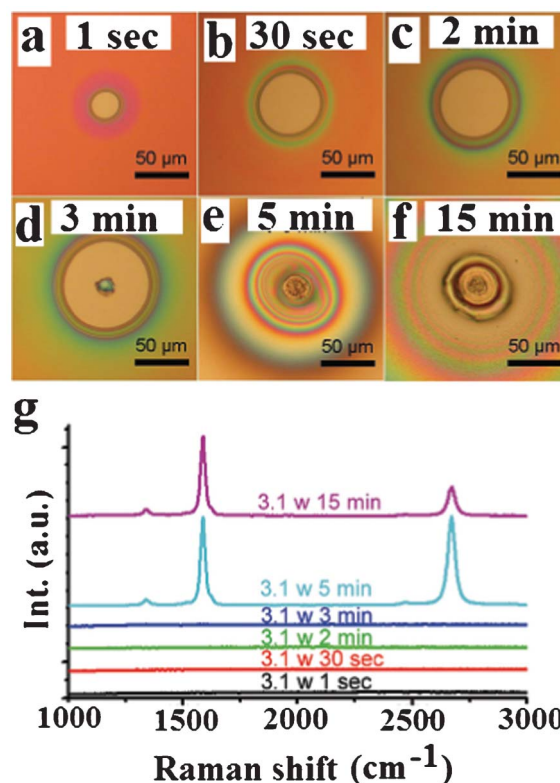 a 1 sec
b 30 sec
c 2 min
50 µm
50 µm
50 µm
d 3 min
e 5 min
f 15 min
50 µm
50 µm
50 µm
g
3.1 w 15 min
3.1 w 5 min
3.1 w 3 min
3.1 w 2 min
3.1 w 30 sec
3.1 w 1 sec
Int. (a.u.)
1000 1500 2000 2500 3000
Raman shift (cm⁻¹)